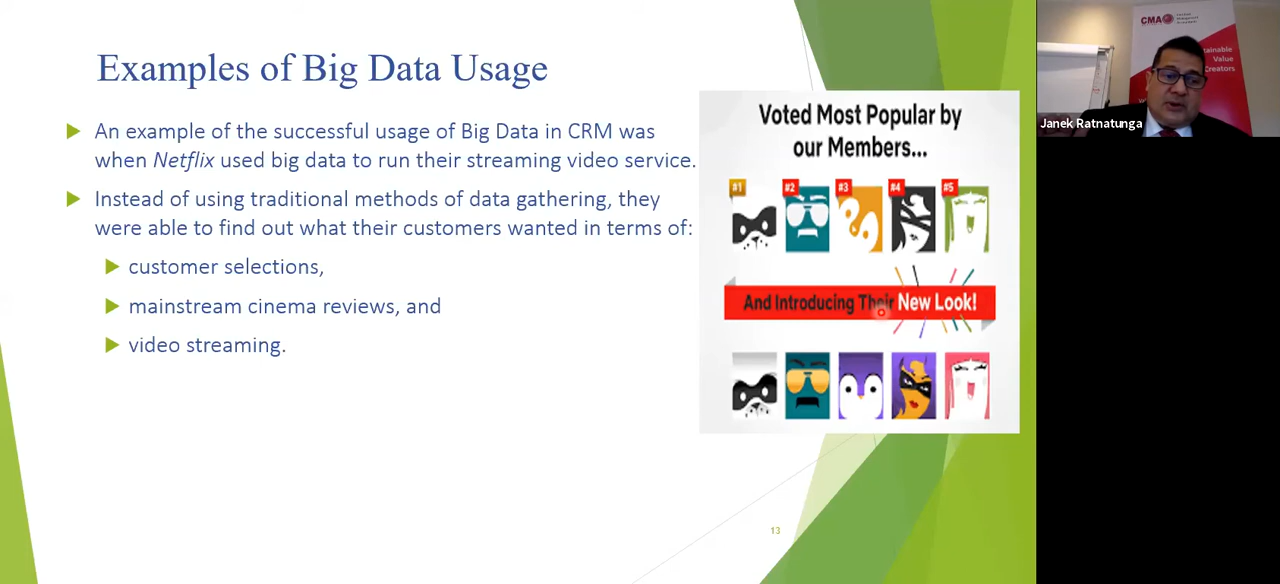 Examples of Big Data Usage
An example of the successful usage of Big Data in CRM was
when Netflix used big data to run their streaming video service.
Instead of using traditional methods of data gathering, they
were able to find out what their customers wanted in terms of:
customer selections,
mainstream cinema reviews, and
video streaming.
Voted Most Popular by
our Members...
#1 #2 #3 #4 #5
And Introducing Their New Look!
13
CMA
ainable
Value
Creators
Janek Ratnatunga